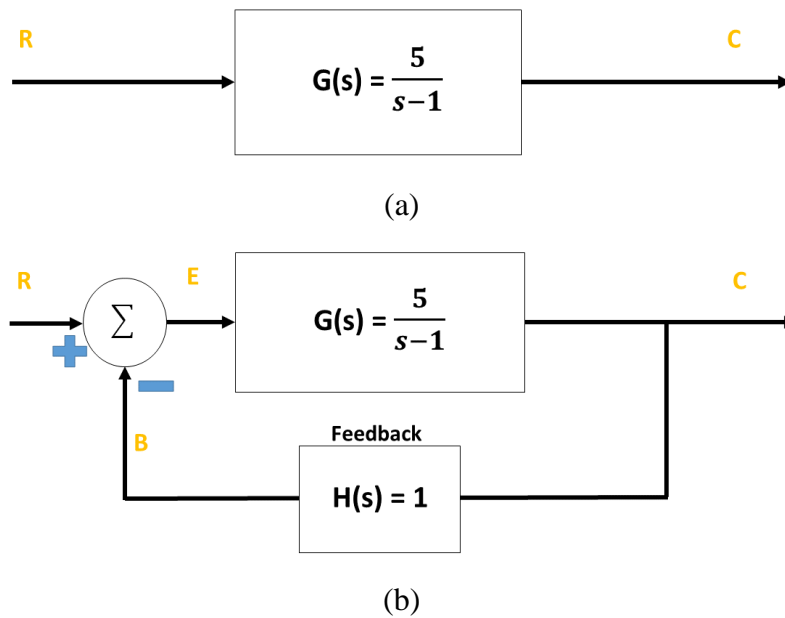 R C
G(s) = 5/(s−1)
(a)
R E C
∑
G(s) = 5/(s−1)
+
−
B
Feedback
H(s) = 1
(b)